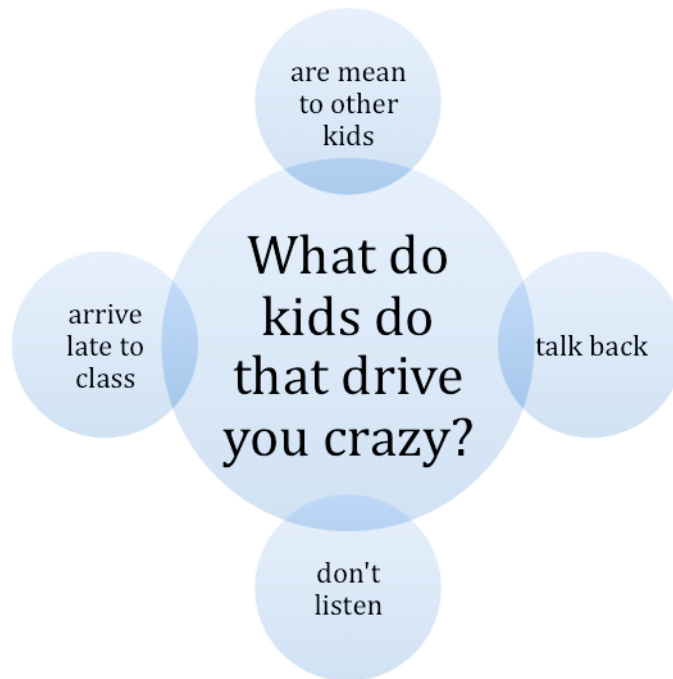 are mean
to other
kids
What do
kids do
that drive
you crazy?
arrive
late to
class
talk back
don't
listen